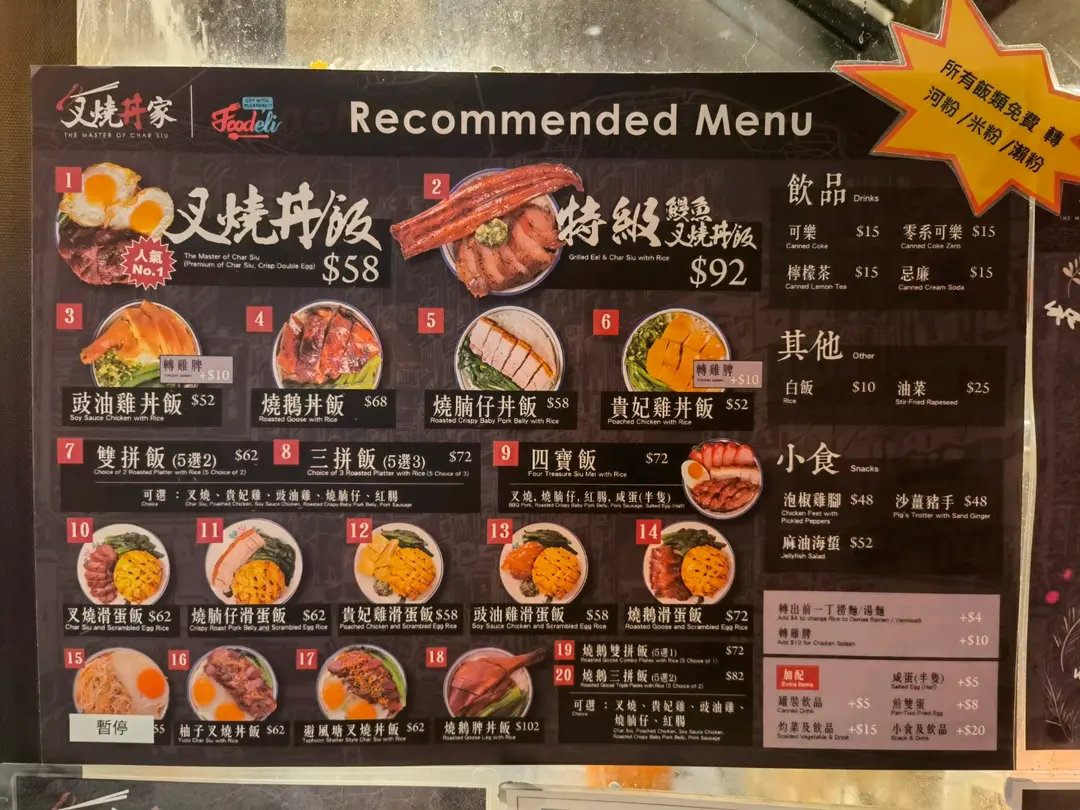 叉燒丼家
THE MASTER OF CHAR SIU
Foodeli
Recommended Menu
所有飯類免費 轉
河粉 /米粉 /瀨粉
1
叉燒丼飯
人氣
No.1
The Master of Char Siu
(Premium of Char Siu, Crisp Double Egg)
$58
2
特級 鰻魚
叉燒丼飯
Grilled Eel & Char Siu with Rice
$92
3
轉雞脾
+$10
豉油雞丼飯 $52
Soy Sauce Chicken with Rice
4
燒鵝丼飯 $68
Roasted Goose with Rice
5
燒腩仔丼飯 $58
Roasted Crispy Baby Pork Belly with Rice
6
轉雞脾
+$10
貴妃雞丼飯 $52
Poached Chicken with Rice
7 雙拼飯 (5選2) $62
Choice of 2 Roasted Platter with Rice (5 Choice of 2)
8 三拼飯 (5選3) $72
Choice of 3 Roasted Platter with Rice (5 Choice of 3)
可選 : 叉燒、貴妃雞、豉油雞、燒腩仔、紅腸
Choice Char Siu, Poached Chicken, Soy Sauce Chicken, Roasted Crispy Baby Pork Belly, Pork Sausage
9 四寶飯 $72
Four Treasure Siu Mei with Rice
叉燒, 燒腩仔, 紅腸, 咸蛋(半隻)
BBQ Pork, Roasted Crispy Baby Pork Belly, Pork Sausage, Salted Egg (Half)
10
叉燒滑蛋飯 $62
Char Siu and Scrambled Egg Rice
11
燒腩仔滑蛋飯 $62
Crispy Roast Pork Belly and Scrambled Egg Rice
12
貴妃雞滑蛋飯 $58
Poached Chicken and Scrambled Egg Rice
13
豉油雞滑蛋飯 $58
Soy Sauce Chicken and Scrambled Egg Rice
14
燒鵝滑蛋飯 $72
Roasted Goose and Scrambled Egg Rice
15
暫停
16
柚子叉燒丼飯 $62
Yuzu Char Siu with Rice
17
避風塘叉燒丼飯 $62
Typhoon Shelter Style Char Siu with Rice
18
燒鵝脾丼飯 $102
Roasted Goose Leg with Rice
19 燒鵝雙拼飯 (5選1) $72
Roasted Goose Combo Plates with Rice (5 Choice of 1)
20 燒鵝三拼飯 (5選2) $82
Roasted Goose Triple Plates with Rice (5 Choice of 2)
可選 : 叉燒、貴妃雞、豉油雞、
Choice
燒腩仔、紅腸
Char Siu, Poached Chicken, Soy Sauce Chicken,
Roasted Crispy Baby Pork Belly, Pork Sausage
飲品 Drinks
可樂 $15
Canned Coke
零系可樂 $15
Canned Coke Zero
檸檬茶 $15
Canned Lemon Tea
忌廉 $15
Canned Cream Soda
其他 Other
白飯 $10
Rice
油菜 $25
Stir-Fried Rapeseed
小食 Snacks
泡椒雞腳 $48
Chicken Feet with
Pickled Peppers
沙薑豬手 $48
Pig's Trotter with Sand Ginger
麻油海蜇 $52
Jellyfish Salad
轉出前一丁撈麵/湯麵 +$4
轉雞脾 +$10
加配
Extra Items
咸蛋(半隻) +$5
Salted Egg (Half)
罐裝飲品 +$5
Canned Drink
煎雙蛋 +$8
灼菜及飲品 +$15
Scalded Vegetable & Drink
小食及飲品 +$20
Snack & Drink